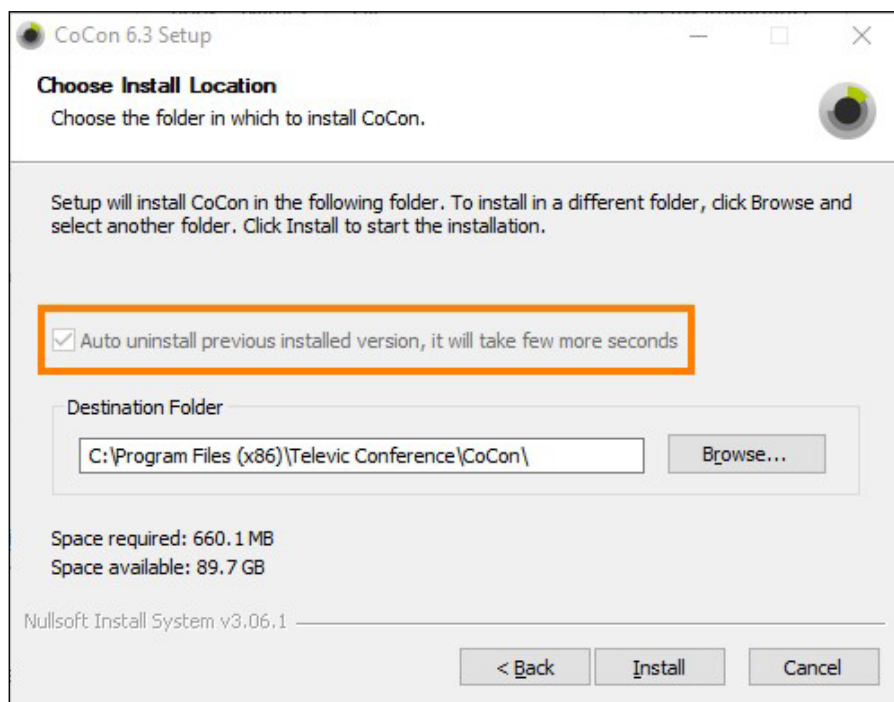 CoCon 6.3 Setup
Choose Install Location
Choose the folder in which to install CoCon.
Setup will install CoCon in the following folder. To install in a different folder, click Browse and
select another folder. Click Install to start the installation.
Auto uninstall previous installed version, it will take few more seconds
Destination Folder
C:\Program Files (x86)\Televic Conference\CoCon\
Browse...
Space required: 660.1 MB
Space available: 89.7 GB
Nullsoft Install System v3.06.1
< Back
Install
Cancel